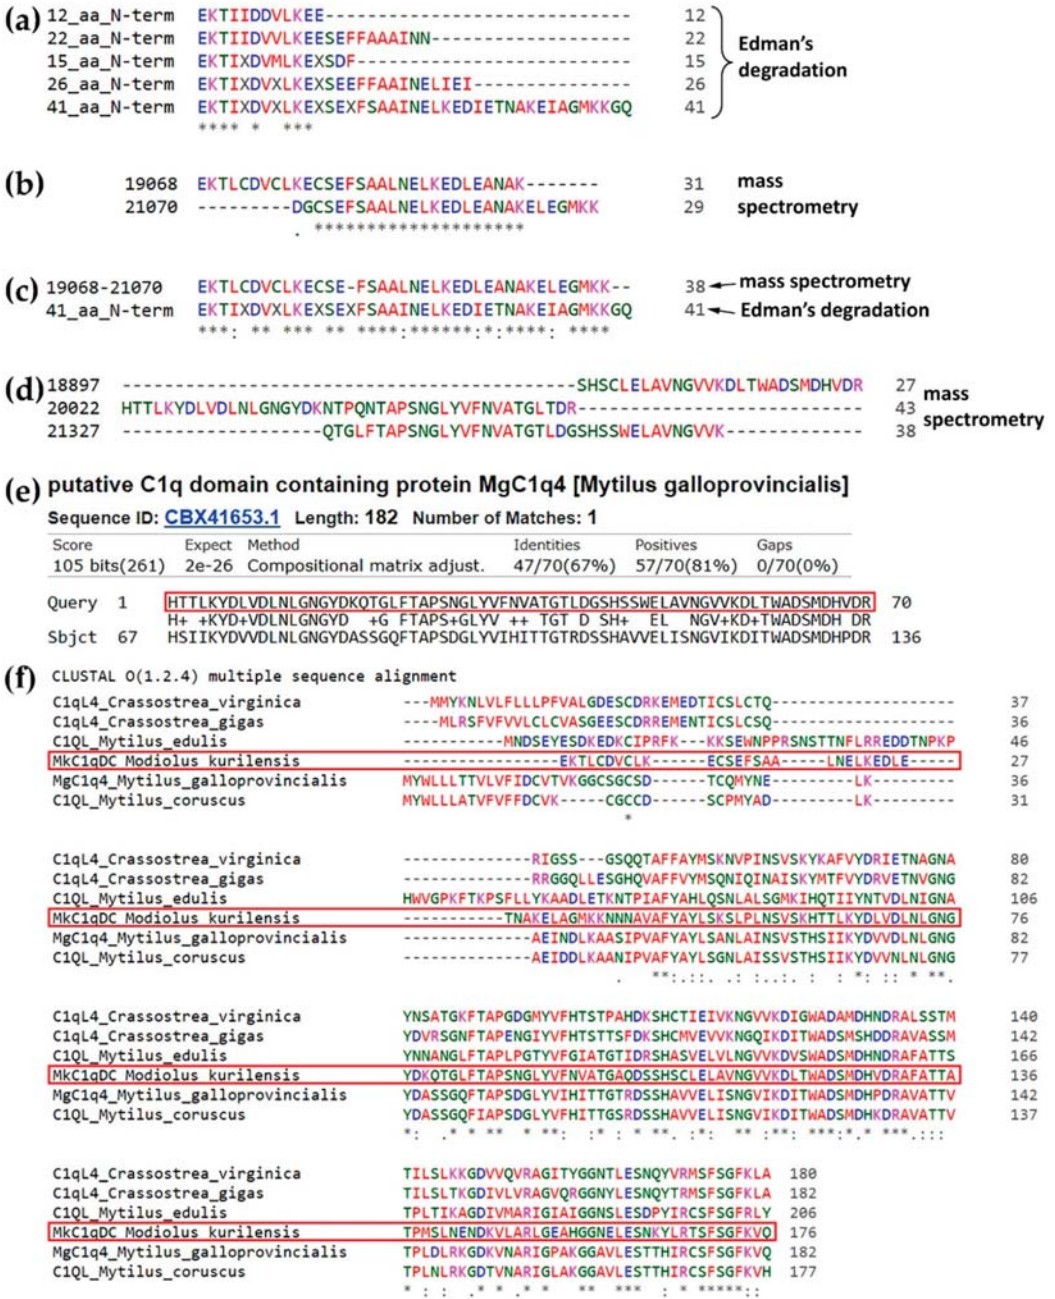 (a) 12_aa_N-term EKTIIDDVLKEE---------------------------------- 12
22_aa_N-term EKTIIDVVLKEESEFFAAAINN---------------------- 22
15_aa_N-term EKTIXDVMLKEXSDF------------------------------- 15
26_aa_N-term EKTIXDVXLKEXSEEFFAAINELIEI------------------ 26
41_aa_N-term EKTIXDVXLKEXSEXFSAAINELKEDIETNAKEIAGMKKGQ 41
**** * ***
Edman's
degradation
(b) 19068 EKTLCDVCLKECSEFSAALNELKEDLEANAK-------- 31
21070 ----------DGCSEFSAALNELKEDLEANAKELEGMKK 29
. ***********************
mass
spectrometry
(c) 19068-21070 EKTLCDVCLKECSE-FSAALNELKEDLEANAKELEGMKK-- 38 mass spectrometry
41_aa_N-term EKTIXDVXLKEXSEXFSAAINELKEDIETNAKEIAGMKKGQ 41 Edman's degradation
***: ** *** ** ****:******:*:****: ****
(d) 18897 --------------------------------------------------SHSCLELAVNGVVKDLTWADSMDHVDR 27
20022 HTTLKYDLVDLNLGNGYDKNTPQNTAPSNGLYVFNVATGLTDR-------------------------------- 43
21327 ----------------------QTGLFTAPSNGLYVFNVATGTLDGSHSSWELAVNGVVK--------------- 38
mass
spectrometry
(e) putative C1q domain containing protein MgC1q4 [Mytilus galloprovincialis]
Sequence ID: CBX41653.1 Length: 182 Number of Matches: 1
Score Expect Method Identities Positives Gaps
105 bits(261) 2e-26 Compositional matrix adjust. 47/70(67%) 57/70(81%) 0/70(0%)
Query 1 HTTLKYDLVDLNLGNGYDKQTGLFTAPSNGLYVFNVATGTLDGSHSSWELAVNGVVKDLTWADSMDHVDR 70
H+ +KYD+VDLNLGNGYD +G FTAPS+GLYV ++ TGT D SH+ EL NGV+KD+TWADSMDH DR
Sbjct 67 HSIIKYDVVDLNLGNGYDASSGQFTAPSDGLYVIHITTGTRDSSHAVVELISNGVIKDITWADSMDHPDR 136
(f) CLUSTAL O(1.2.4) multiple sequence alignment
C1qL4_Crassostrea_virginica ---MMYKNLVLFLLLPFVALGDESCDRKEMEDTICSLCTQ-------------------- 37
C1qL4_Crassostrea_gigas ----MLRSFVFVVLCLCVASGEESCDRREMENTICSLCSQ-------------------- 36
C1QL_Mytilus_edulis -----------MNDSEYESDKEDKCIPRFK---KKSEWNPPRSNSTTNFLRREDDTNPKP 46
MkC1qDC_Modiolus kurilensis -----------------EKTLCDVCLK------ECSEFSAA-----LNELKEDLE----- 27
MgC1q4_Mytilus_galloprovincialis MYWLLLTTVLVFIDCVTVKGGCSGCSD------TCQMYNE---------LK--------- 36
C1QL_Mytilus_coruscus MYWLLLATVFVFFDCVK-----CGCCD------SCPMYAD---------LK--------- 31
*
C1qL4_Crassostrea_virginica --------------RIGSS---GSQQTAFFAYMSKNVPINSVSKYKAFVYDRIETNAGNA 80
C1qL4_Crassostrea_gigas --------------RRGGQLLESGHQVAFFVYMSQNIQINAISKYMTFVYDRVETNVGNG 82
C1QL_Mytilus_edulis HWVGPKFTKPSFLLYKAADLETKNTPIAFYAHLQSNLALSGMKIHQTIIYNTVDLNIGNA 106
MkC1qDC_Modiolus kurilensis -----------TNAKELAGMKKNNNAVAFYAYLSKSLPLNSVSKHTTLKYDLVDLNLGNG 76
MgC1q4_Mytilus_galloprovincialis --------------AEINDLKAASIPVAFYAYLSANLAINSVSTHSIIKYDVVDLNLGNG 82
C1QL_Mytilus_coruscus --------------AEIDDLKAANIPVAFYAYLSGNLAISSVSTHSIIKYDVVNLNLGNG 77
. **:.::. .: :..:. : : *: :: * **.
C1qL4_Crassostrea_virginica YNSATGKFTAPGDGMYVFHTSTPAHDKSHCTIEIVKNGVVKDIGWADAMDHNDRALSSTM 140
C1qL4_Crassostrea_gigas YDVRSGNFTAPENGIYVFHTSTTSFDKSHCMVEVVKNGQIKDITWADSMSHDDRAVASSM 142
C1QL_Mytilus_edulis YNNANGLFTAPLPGTYVFGIATGTIDRSHASVELVLNGVVKDVSWADSMDHNDRAFATTS 166
MkC1qDC_Modiolus kurilensis YDKQTGLFTAPSNGLYVFNVATGAQDSSHSCLELAVNGVVKDLTWADSMDHVDRAFATTA 136
MgC1q4_Mytilus_galloprovincialis YDASSGQFTAPSDGLYVIHITTGTRDSSHAVVELISNGVIKDITWADSMDHPDRAVATTV 142
C1QL_Mytilus_coruscus YDASSGQFIAPSDGLYVFHITTGSRDSSHAVVELISNGVIKDITWADSMDHKDRAVATTV 137
*: .* * ** * **: :* : * **. :*: ** :** ***:*.* ***.:::
C1qL4_Crassostrea_virginica TILSLKKGDVVQVRAGITYGGNTLESNQYVRMSFSGFKLA 180
C1qL4_Crassostrea_gigas TILSLTKGDIVLVRAGVQRGGNYLESNQYTRMSFSGFKLA 182
C1QL_Mytilus_edulis TPLTIKAGDIVMARIGIAIGGNSLESDPYIRCSFSGFRLY 206
MkC1qDC_Modiolus kurilensis TPMSLNENDKVLARLGEAHGGNELESNKYLRTSFSGFKVQ 176
MgC1q4_Mytilus_galloprovincialis TPLDLRKGDKVNARIGPAKGGAVLESTTHIRCSFSGFKVQ 182
C1QL_Mytilus_coruscus TPLNLRKGDTVNARIGLAKGGAVLESTTHIRCSFSGFKVH 177
* : : .* * .* * ** *** : * *****::